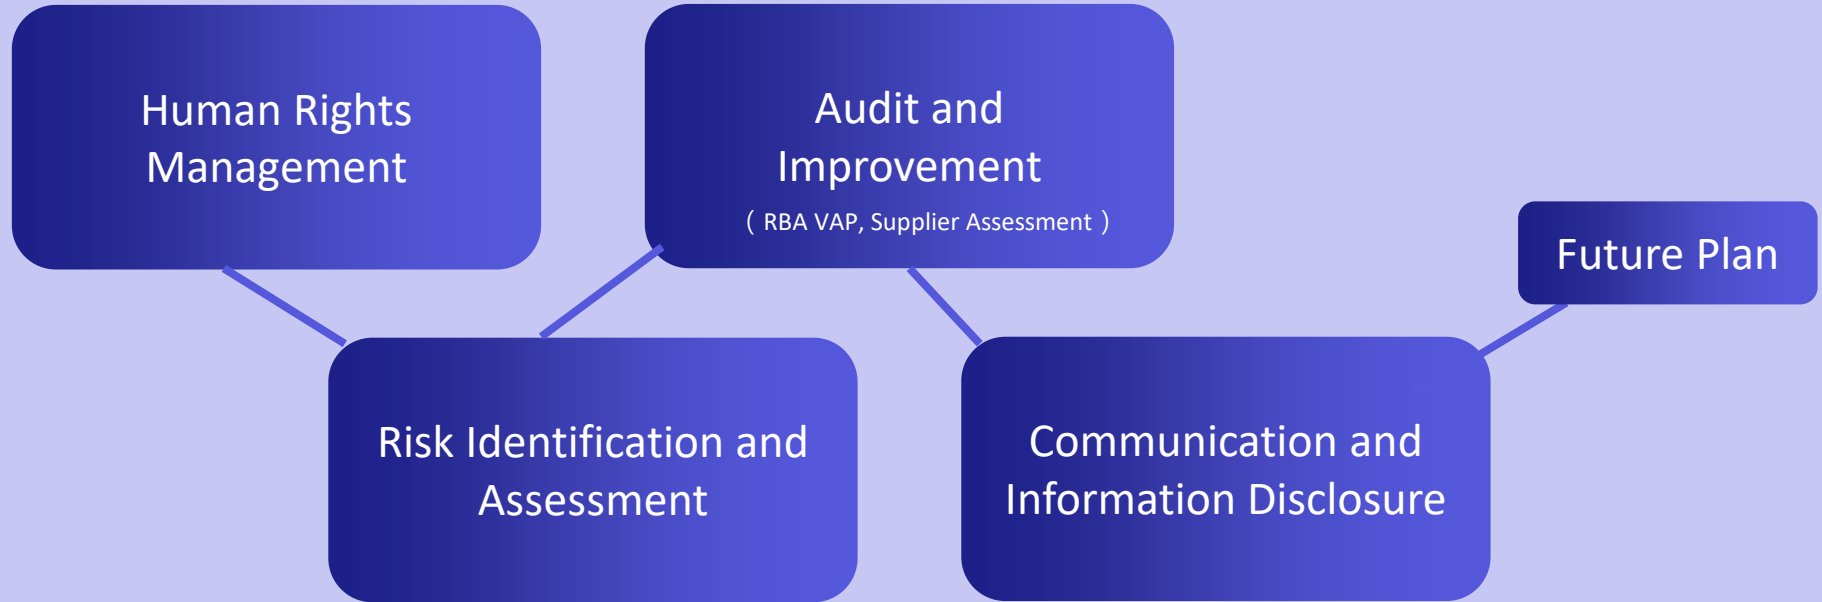 Human Rights
Management
Audit and
Improvement
（ RBA VAP, Supplier Assessment ）
Future Plan
Risk Identification and
Assessment
Communication and
Information Disclosure